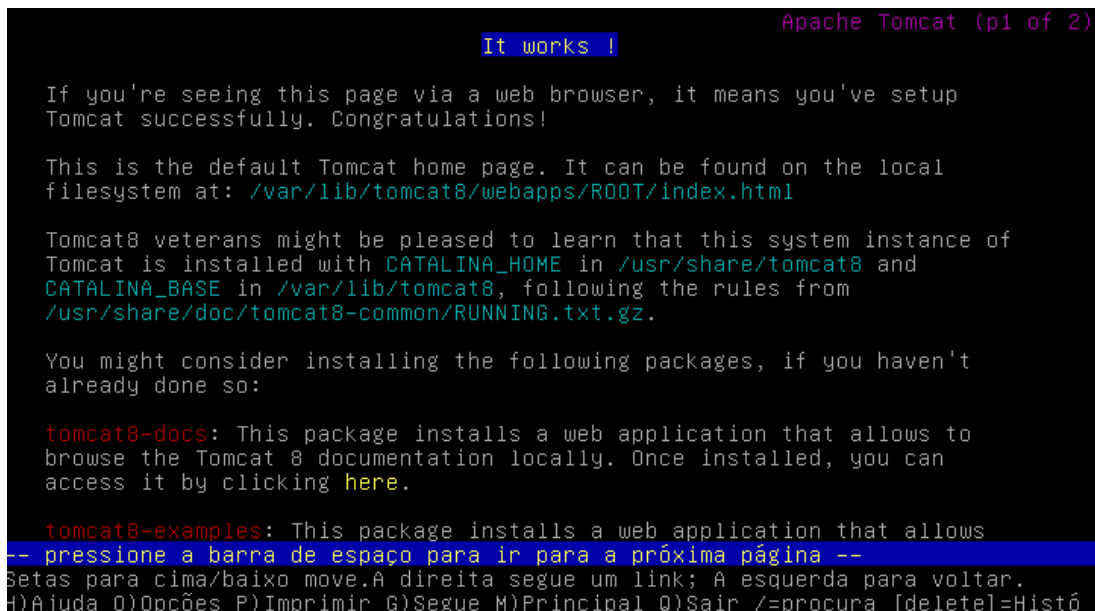 Apache Tomcat (p1 of 2)
It works !
If you're seeing this page via a web browser, it means you've setup
Tomcat successfully. Congratulations!
This is the default Tomcat home page. It can be found on the local
filesystem at: /var/lib/tomcat8/webapps/ROOT/index.html
Tomcat8 veterans might be pleased to learn that this system instance of
Tomcat is installed with CATALINA_HOME in /usr/share/tomcat8 and
CATALINA_BASE in /var/lib/tomcat8, following the rules from
/usr/share/doc/tomcat8-common/RUNNING.txt.gz.
You might consider installing the following packages, if you haven't
already done so:
tomcat8-docs: This package installs a web application that allows to
browse the Tomcat 8 documentation locally. Once installed, you can
access it by clicking here.
tomcat8-examples: This package installs a web application that allows
-- pressione a barra de espaço para ir para a próxima página --
Setas para cima/baixo move.A direita segue um link; A esquerda para voltar.
H)Ajuda O)Opções P)Imprimir G)Segue M)Principal Q)Sair /=procura [delete]=Histó